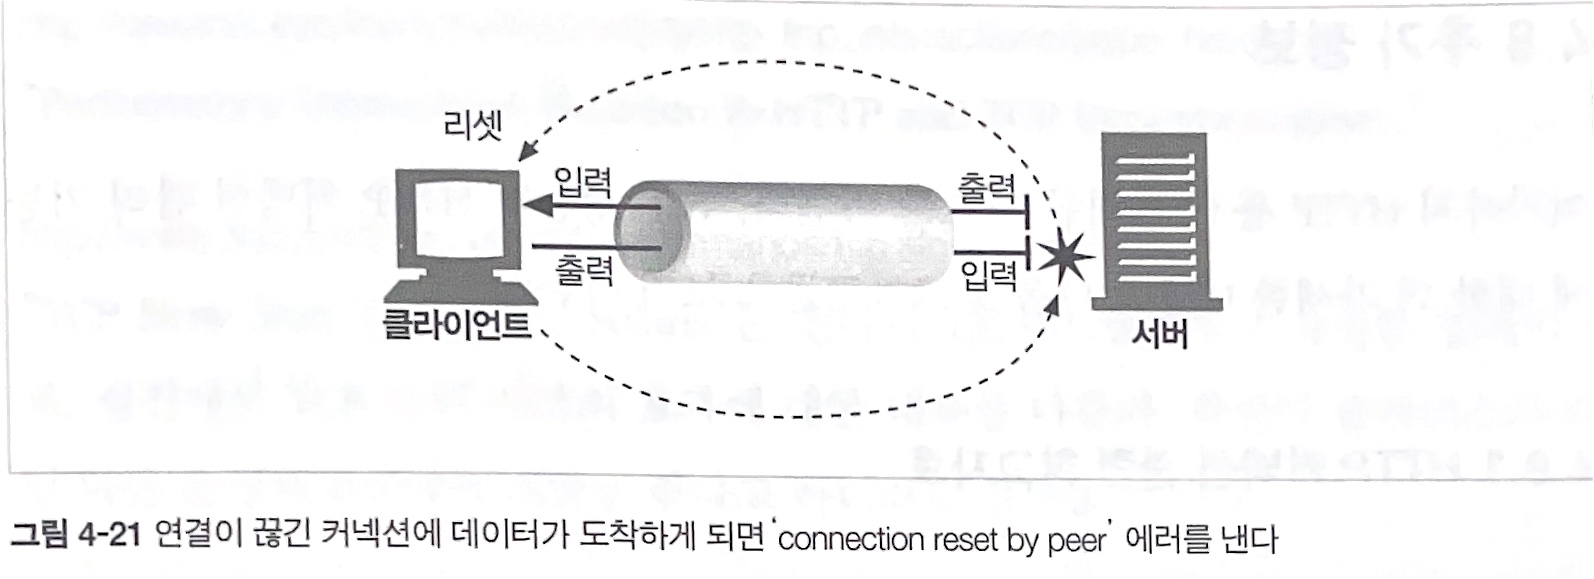 리셋
입력
출력
출력
입력
클라이언트
서버
그림 4-21 연결이 끊긴 커넥션에 데이터가 도착하게 되면 ‘connection reset by peer’ 에러를 낸다